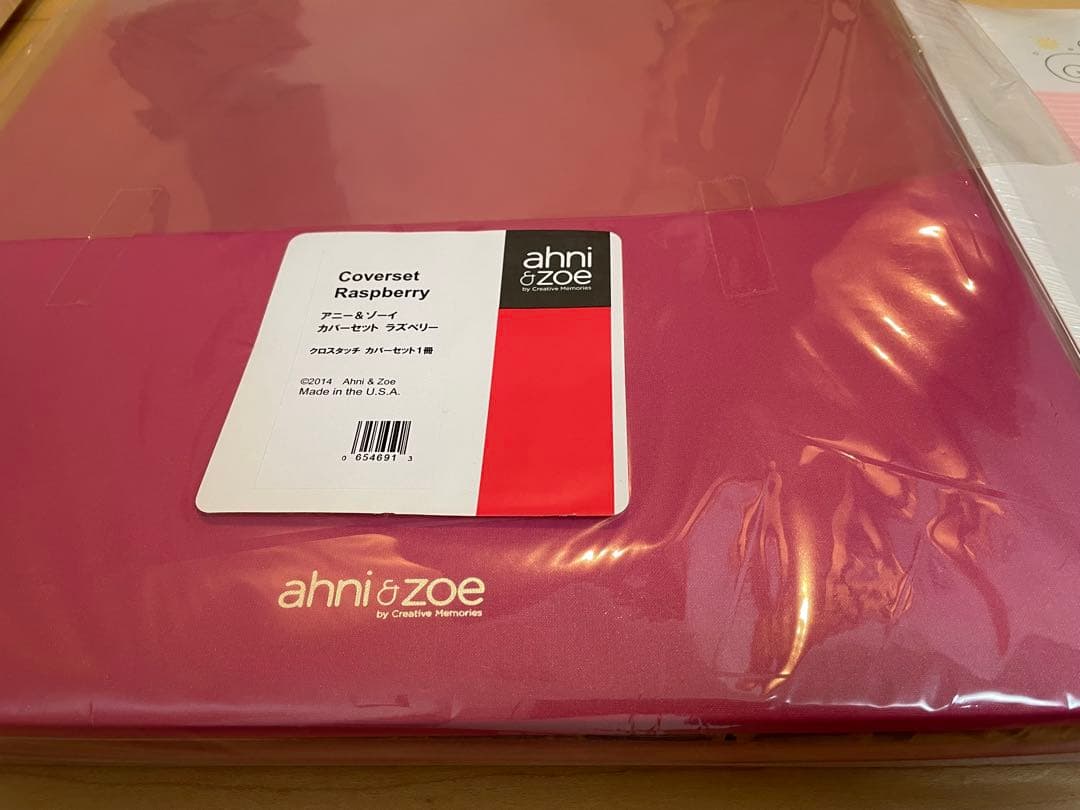 Coverset
Raspberry
アニー＆ゾーイ
カバーセット ラズベリー
クロスタッチ カバーセット1冊
©2014 Ahni & Zoe
Made in the U.S.A.
0 654691 3
ahni
&zoe
by Creative Memories
ahni&zoe
by Creative Memories